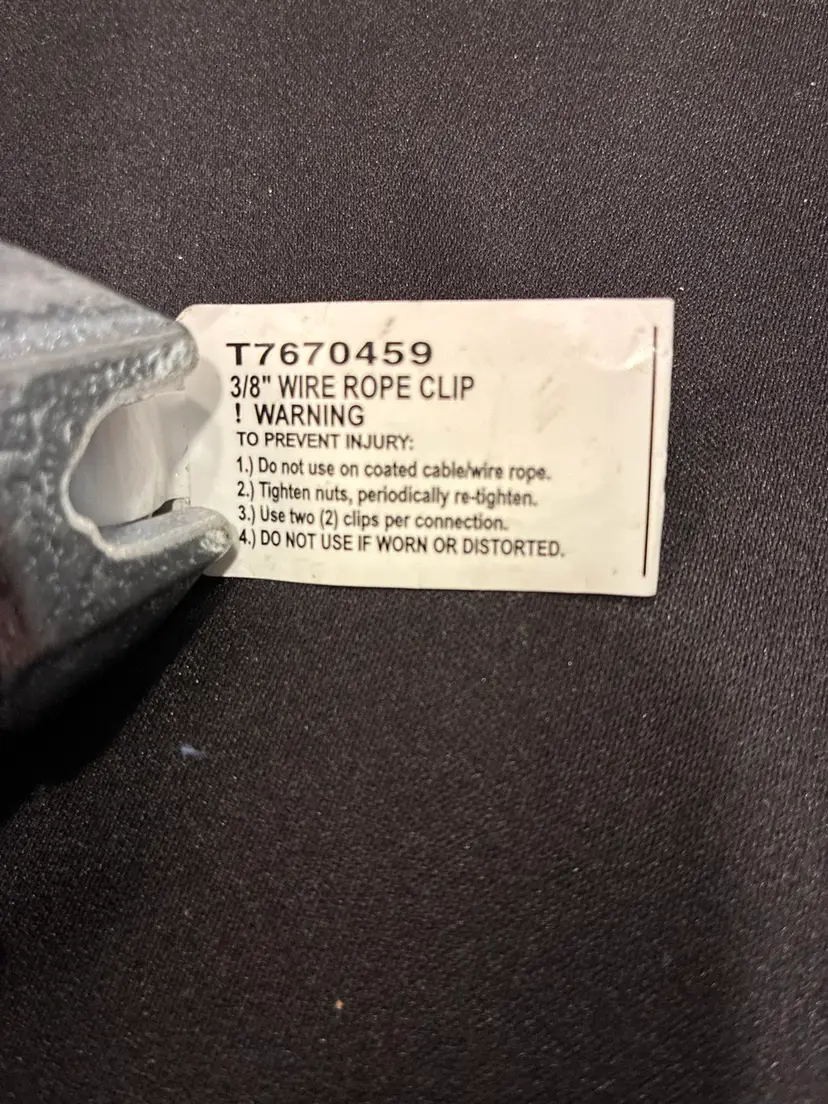 T7670459
3/8" WIRE ROPE CLIP
! WARNING
TO PREVENT INJURY:
1.) Do not use on coated cable/wire rope.
2.) Tighten nuts, periodically re-tighten.
3.) Use two (2) clips per connection.
4.) DO NOT USE IF WORN OR DISTORTED.